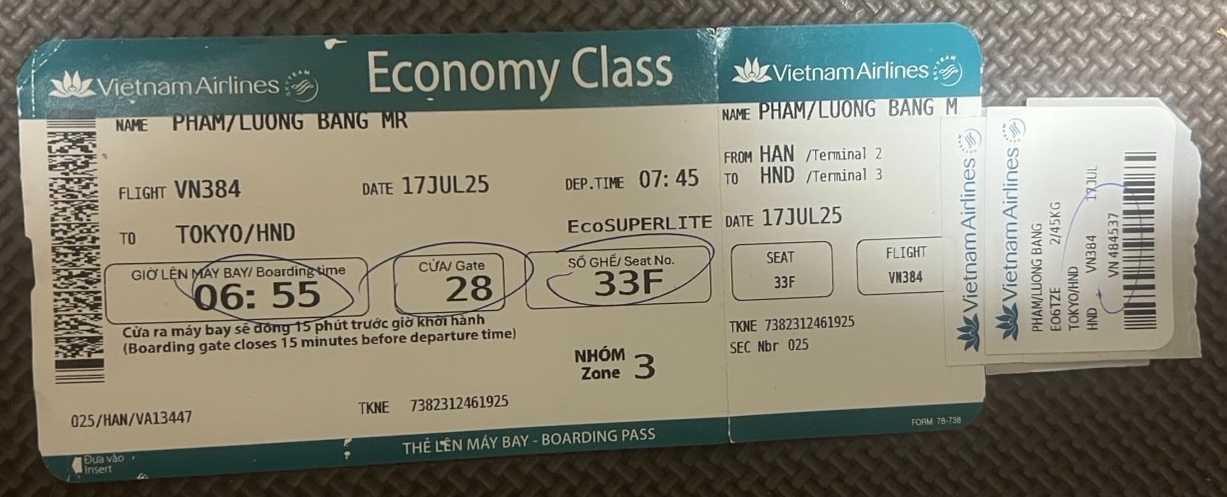 Vietnam Airlines SKYTEAM
Economy Class
NAME PHAM/LUONG BANG MR
FLIGHT VN384 DATE 17JUL25 DEP.TIME 07:45
TO TOKYO/HND EcoSUPERLITE
GIỜ LÊN MÁY BAY/ Boarding time
06:55
CỬA/ Gate
28
SỐ GHẾ/ Seat No.
33F
Cửa ra máy bay sẽ đóng 15 phút trước giờ khởi hành
(Boarding gate closes 15 minutes before departure time)
NHÓM
Zone 3
025/HAN/VA13447 TKNE 7382312461925
Đưa vào
Insert
THẺ LÊN MÁY BAY - BOARDING PASS
Vietnam Airlines
NAME PHAM/LUONG BANG M
FROM HAN /Terminal 2
TO HND /Terminal 3
DATE 17JUL25
SEAT
33F
FLIGHT
VN384
TKNE 7382312461925
SEC Nbr 025
FORM 78-738
Vietnam Airlines
Vietnam Airlines
PHAM/LUONG BANG
EO6TZE 2/45KG
TOKYO/HND
HND VN384 17JUL
VN 484537